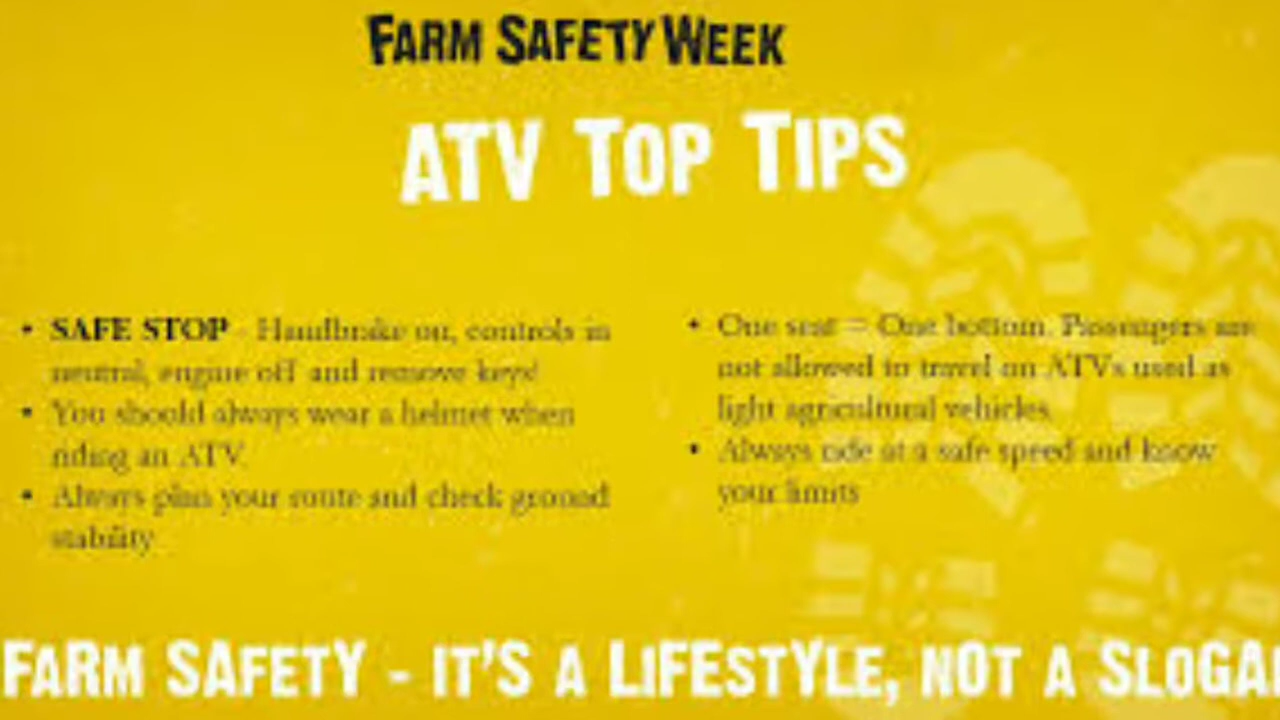 FARM SAFETY WEEK
ATV TOP TIPS
• SAFE STOP - Handbrake on, controls in
neutral, engine off and remove keys!
• You should always wear a helmet when
riding an ATV.
• Always plan your route and check ground
stability
• One seat = One bottom. Passengers are
not allowed to travel on ATVs used as
light agricultural vehicles.
• Always ride at a safe speed and know
your limits
FARM SAFETY - IT'S A LIFESTYLE, NOT A SLOGA